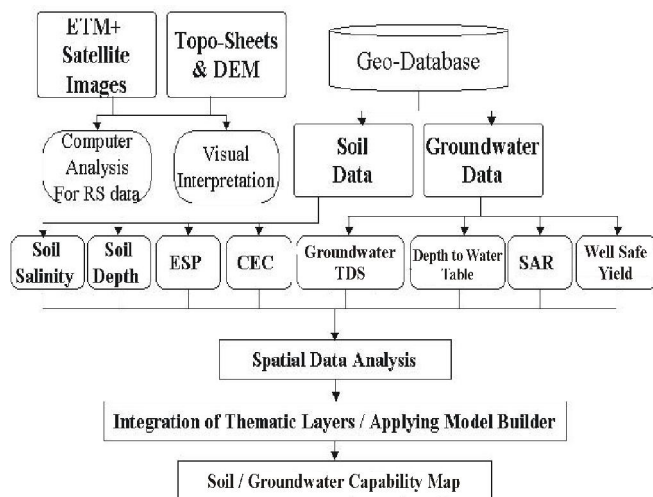 ETM+
Satellite
Images
Topo-Sheets
& DEM
Geo-Database
Computer
Analysis
For RS data
Visual
Interpretation
Soil
Data
Groundwater
Data
Soil
Salinity
Soil
Depth
ESP
CEC
Groundwater
TDS
Depth to Water
Table
SAR
Well Safe
Yield
Spatial Data Analysis
Integration of Thematic Layers / Applying Model Builder
Soil / Groundwater Capability Map